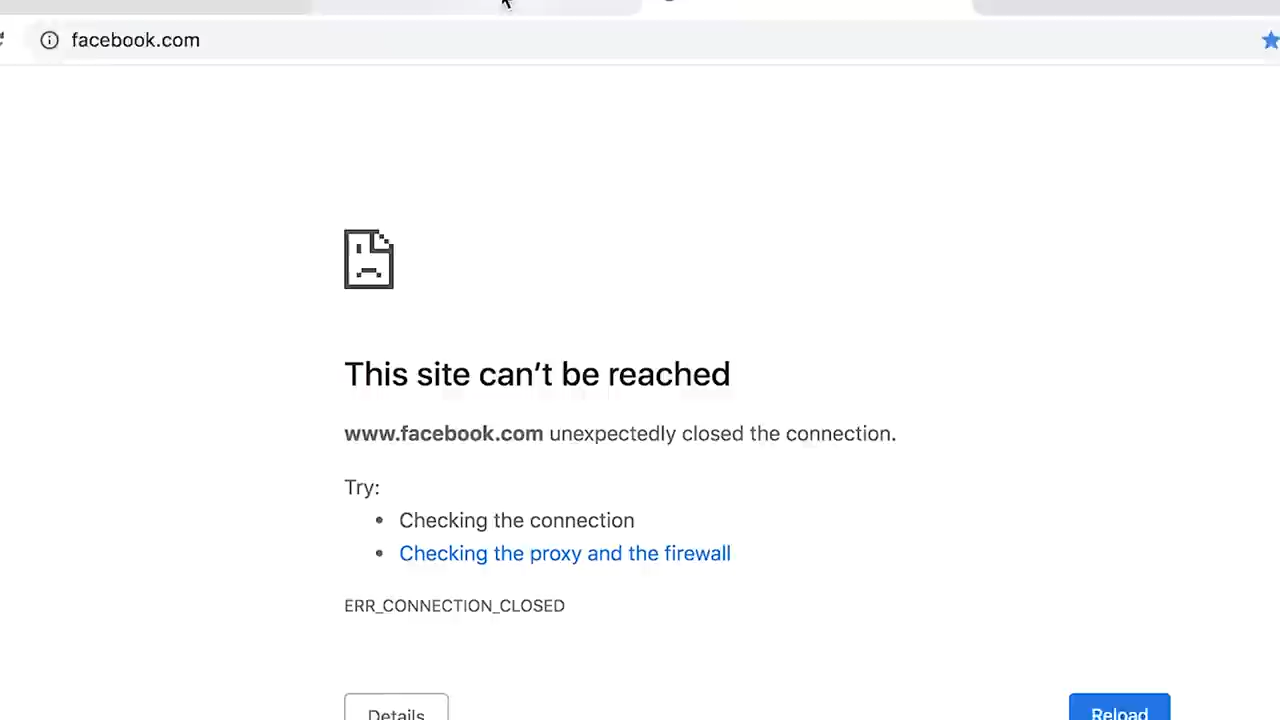 facebook.com
This site can’t be reached
www.facebook.com unexpectedly closed the connection.
Try:
• Checking the connection
• Checking the proxy and the firewall
ERR_CONNECTION_CLOSED
Details
Reload